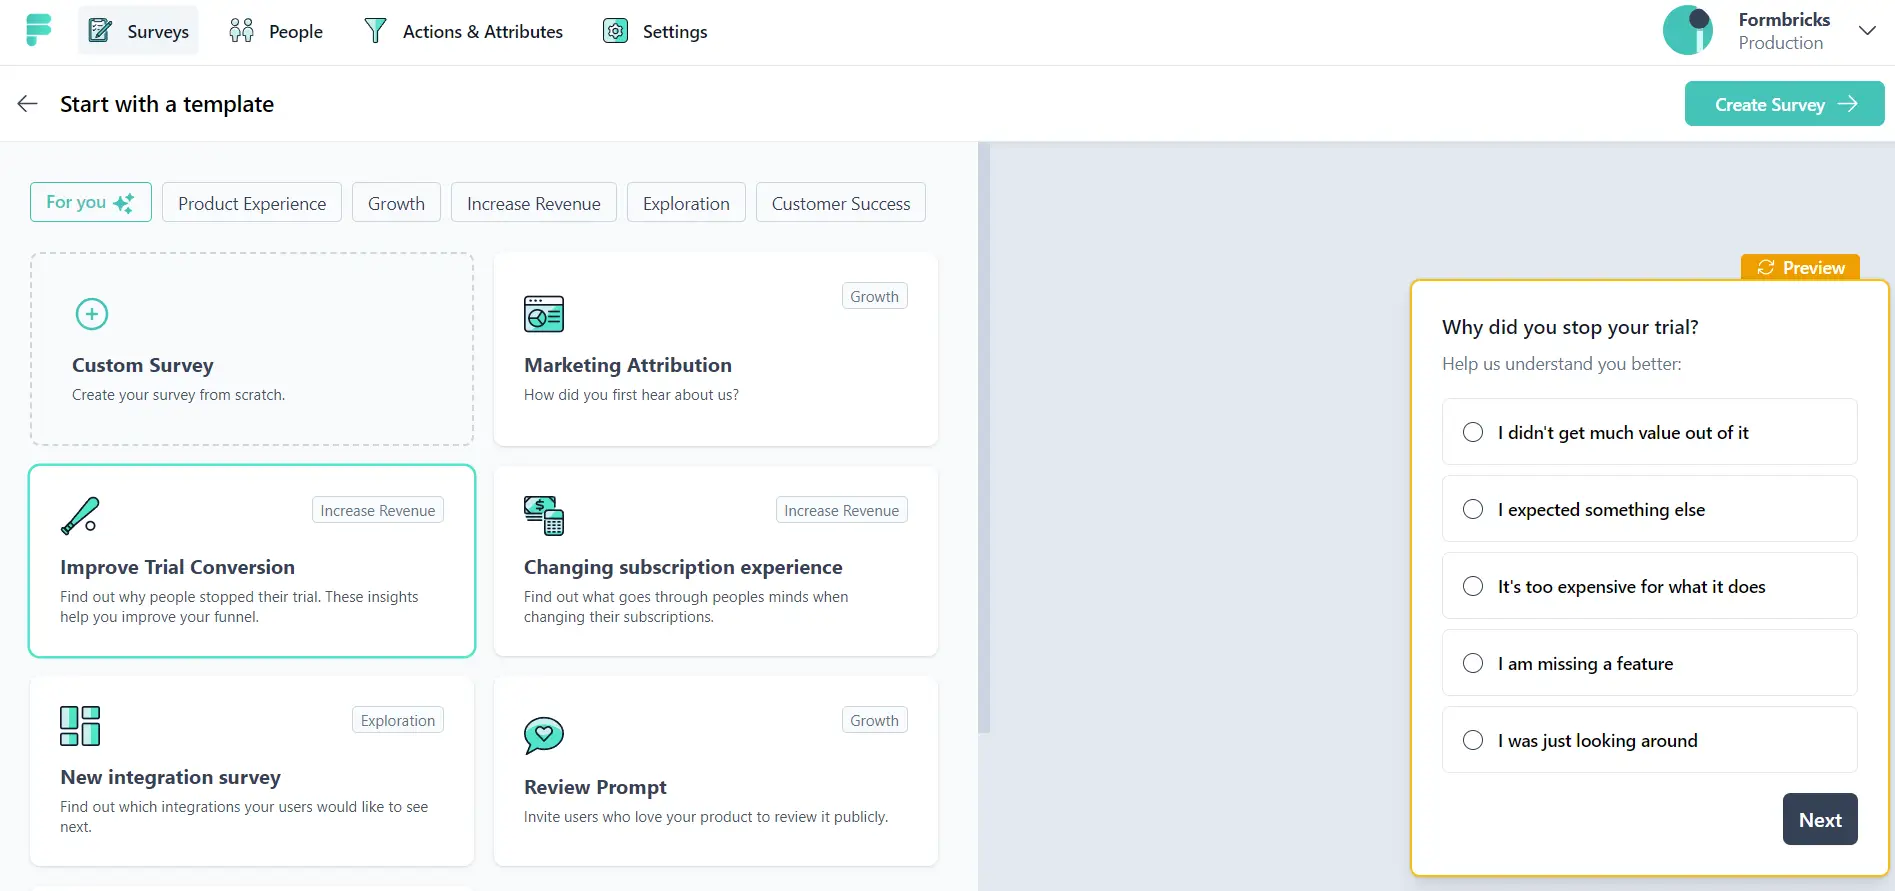 Surveys
People
Actions & Attributes
Settings
Formbricks
Production
Start with a template
Create Survey
For you
Product Experience
Growth
Increase Revenue
Exploration
Customer Success
Custom Survey
Create your survey from scratch.
Growth
Marketing Attribution
How did you first hear about us?
Increase Revenue
Improve Trial Conversion
Find out why people stopped their trial. These insights
help you improve your funnel.
Increase Revenue
Changing subscription experience
Find out what goes through peoples minds when
changing their subscriptions.
Exploration
New integration survey
Find out which integrations your users would like to see
next.
Growth
Review Prompt
Invite users who love your product to review it publicly.
Preview
Why did you stop your trial?
Help us understand you better:
I didn't get much value out of it
I expected something else
It's too expensive for what it does
I am missing a feature
I was just looking around
Next